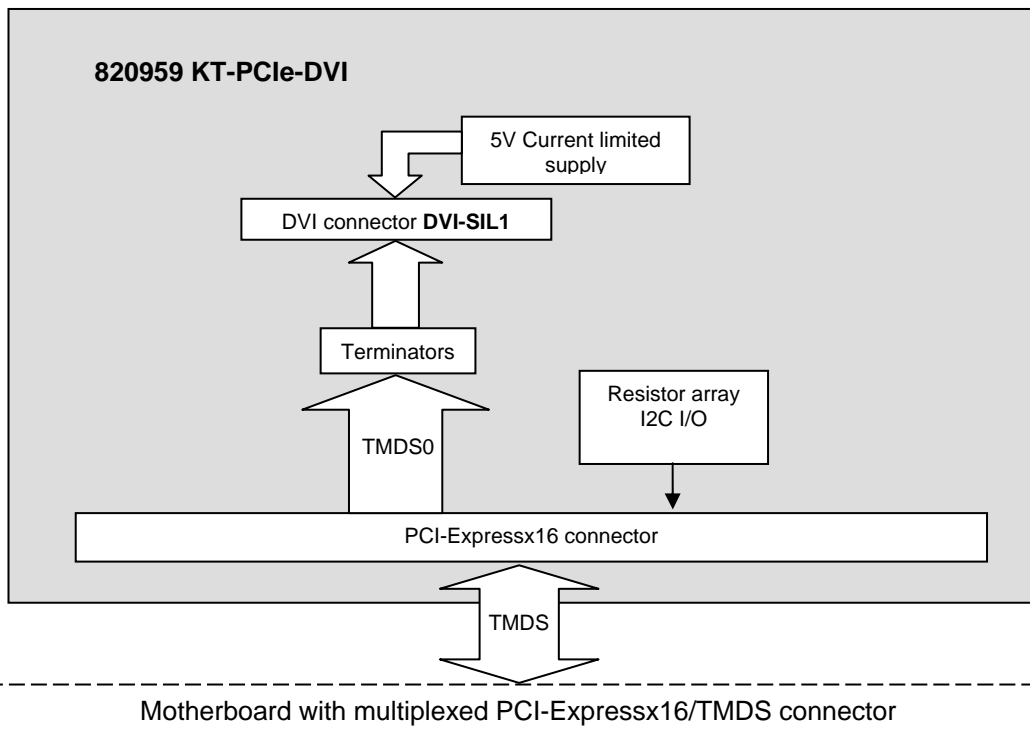 820959 KT-PCIe-DVI
5V Current limited
supply
DVI connector DVI-SIL1
Terminators
Resistor array
I2C I/O
TMDS0
PCI-Expressx16 connector
TMDS
Motherboard with multiplexed PCI-Expressx16/TMDS connector